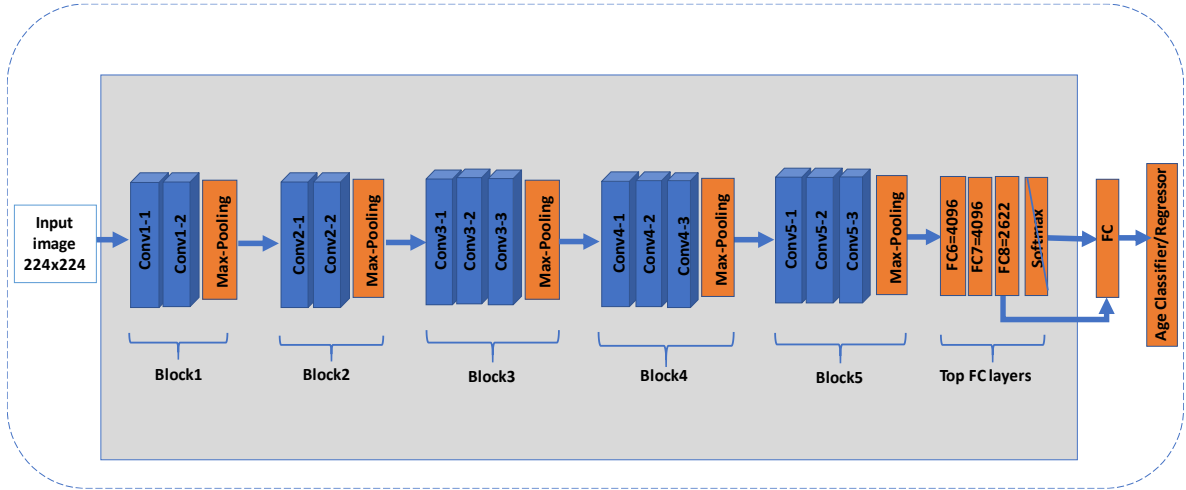 Input
image
224x224
Conv1-1
Conv1-2
Max-Pooling
Conv2-1
Conv2-2
Max-Pooling
Conv3-1
Conv3-2
Conv3-3
Max-Pooling
Conv4-1
Conv4-2
Conv4-3
Max-Pooling
Conv5-1
Conv5-2
Conv5-3
Max-Pooling
FC6=4096
FC7=4096
FC8=2622
Softmax
FC
Age Classifier/Regressor
Block1
Block2
Block3
Block4
Block5
Top FC layers